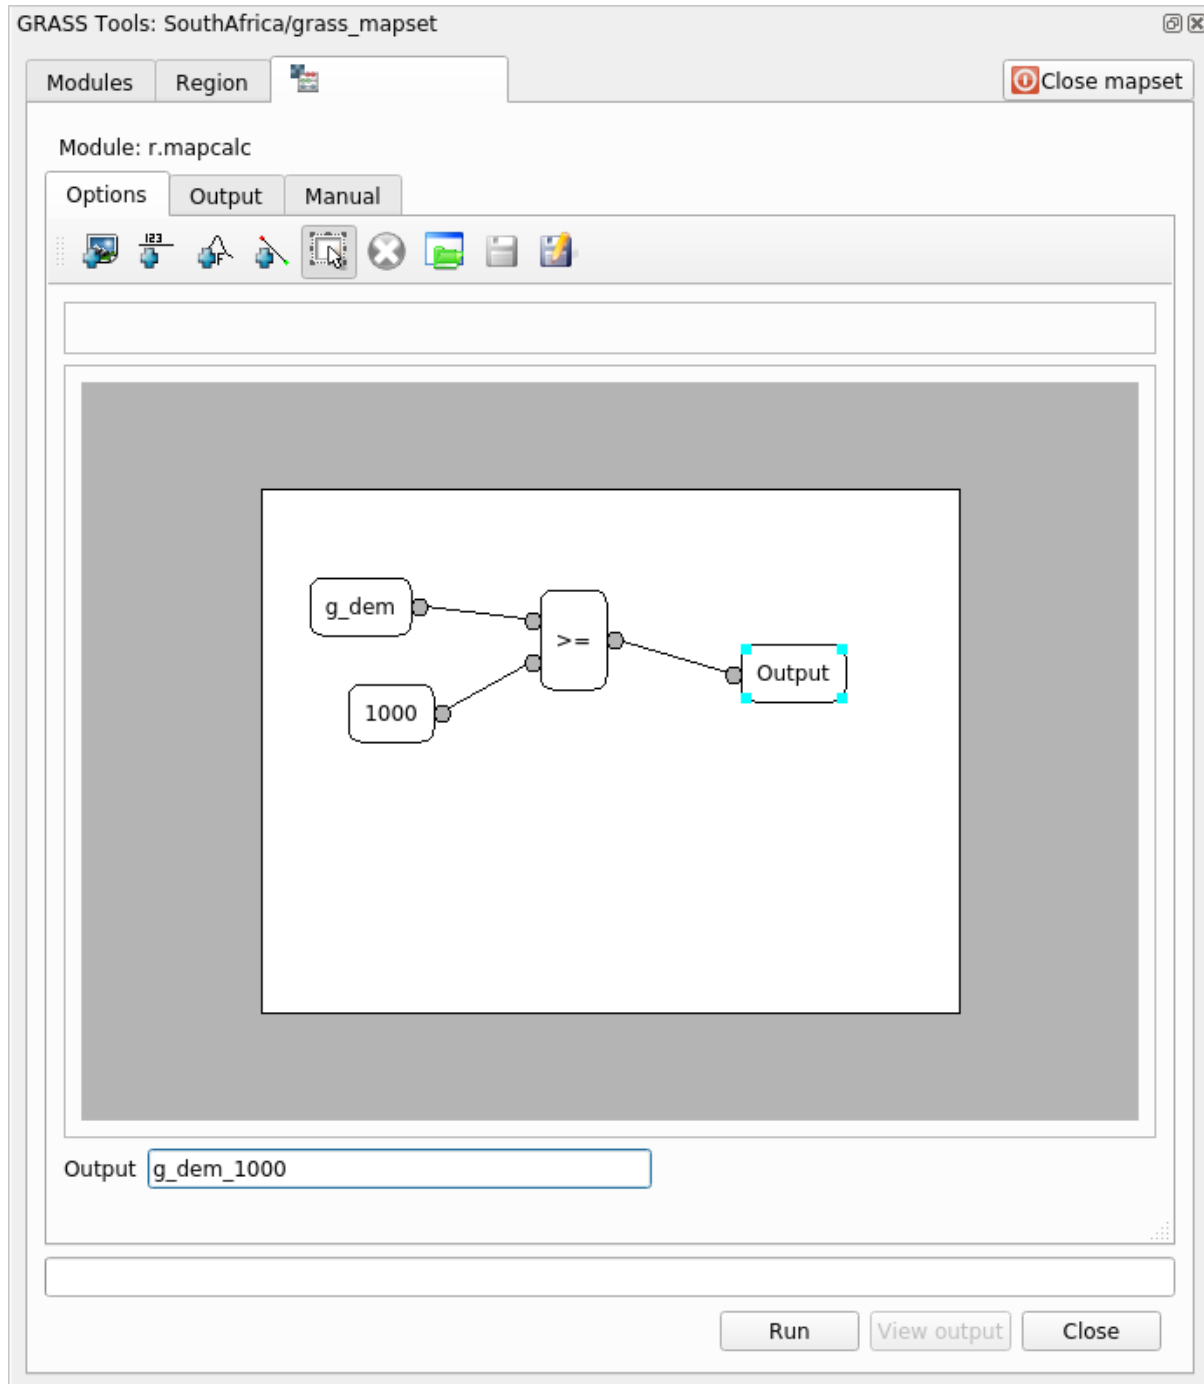 GRASS Tools: SouthAfrica/grass_mapset
Modules Region Close mapset
Module: r.mapcalc
Options Output Manual
123
F
g_dem
>=
Output
1000
Output g_dem_1000
Run View output Close